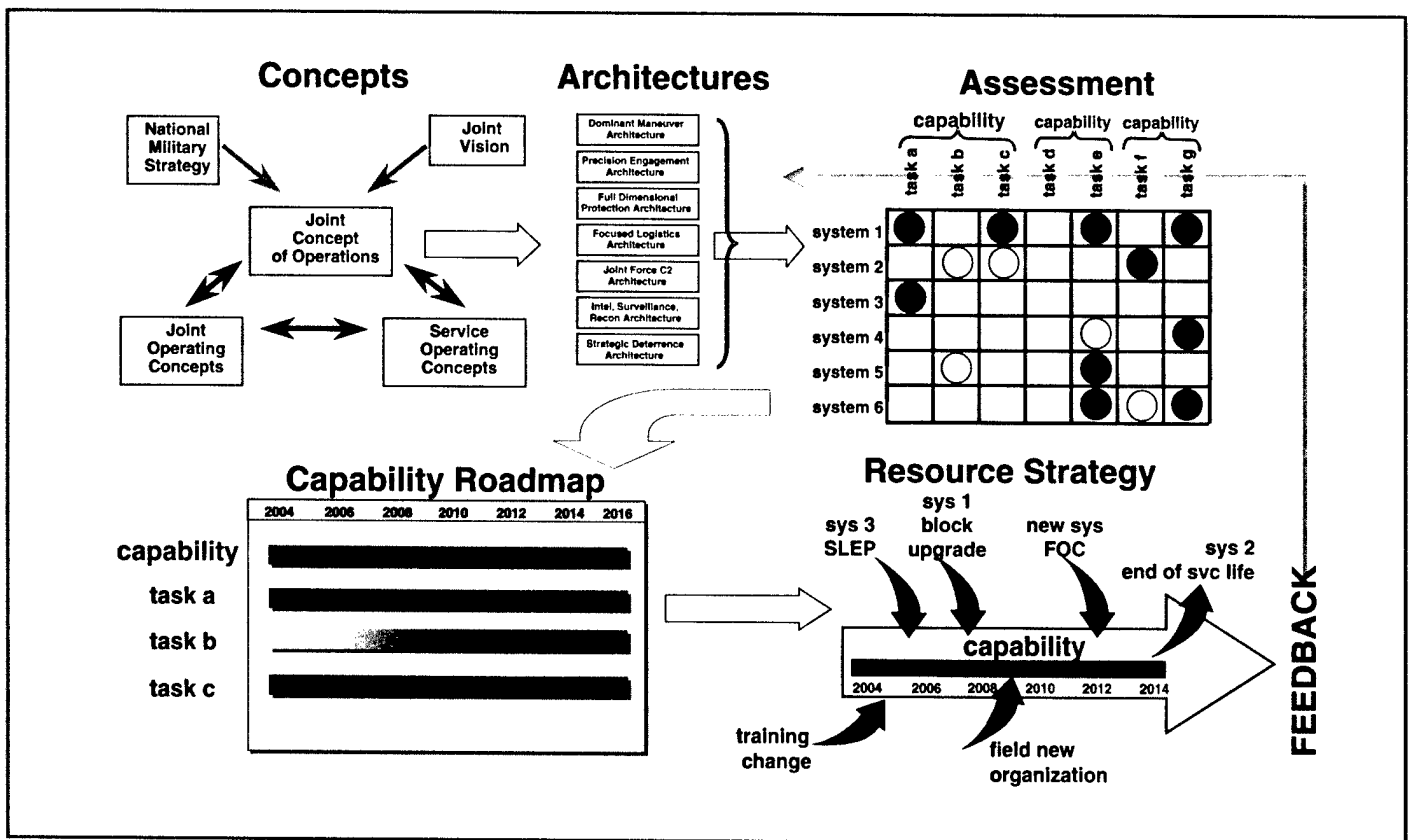 Concepts
National
Military
Strategy
Joint
Vision
Joint
Concept
of Operations
Joint
Operating
Concepts
Service
Operating
Concepts
Architectures
Dominant Maneuver
Architecture
Precision Engagement
Architecture
Full Dimensional
Protection Architecture
Focused Logistics
Architecture
Joint Force C2
Architecture
Intel, Surveillance,
Recon Architecture
Strategic Deterrence
Architecture
Assessment
capability capability capability
task a task b task c task d task e task f task g
system 1
system 2
system 3
system 4
system 5
system 6
Capability Roadmap
2004 2006 2008 2010 2012 2014 2016
capability
task a
task b
task c
Resource Strategy
sys 3
SLEP
sys 1
block
upgrade
new sys
FOC
sys 2
end of svc life
capability
2004 2006 2008 2010 2012 2014
training
change
field new
organization
FEEDBACK